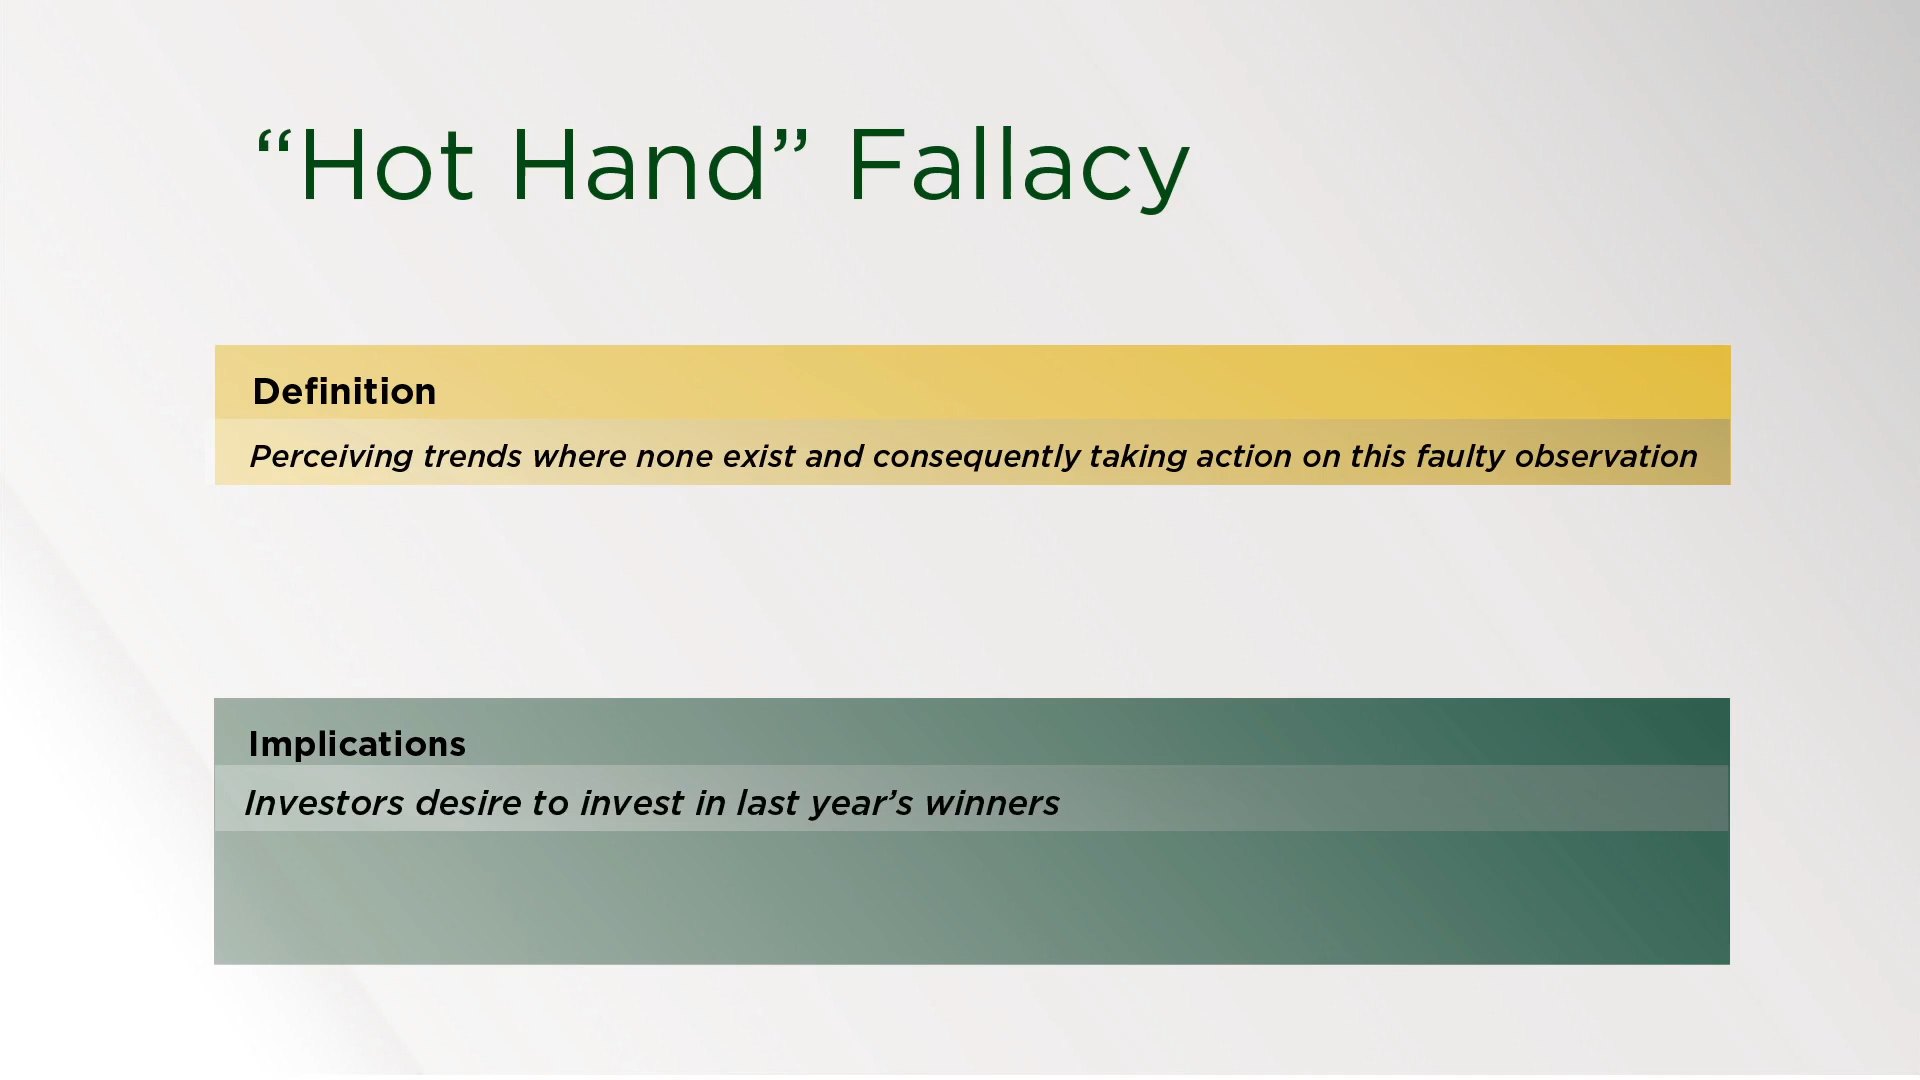 “Hot Hand” Fallacy
Definition
Perceiving trends where none exist and consequently taking action on this faulty observation
Implications
Investors desire to invest in last year’s winners